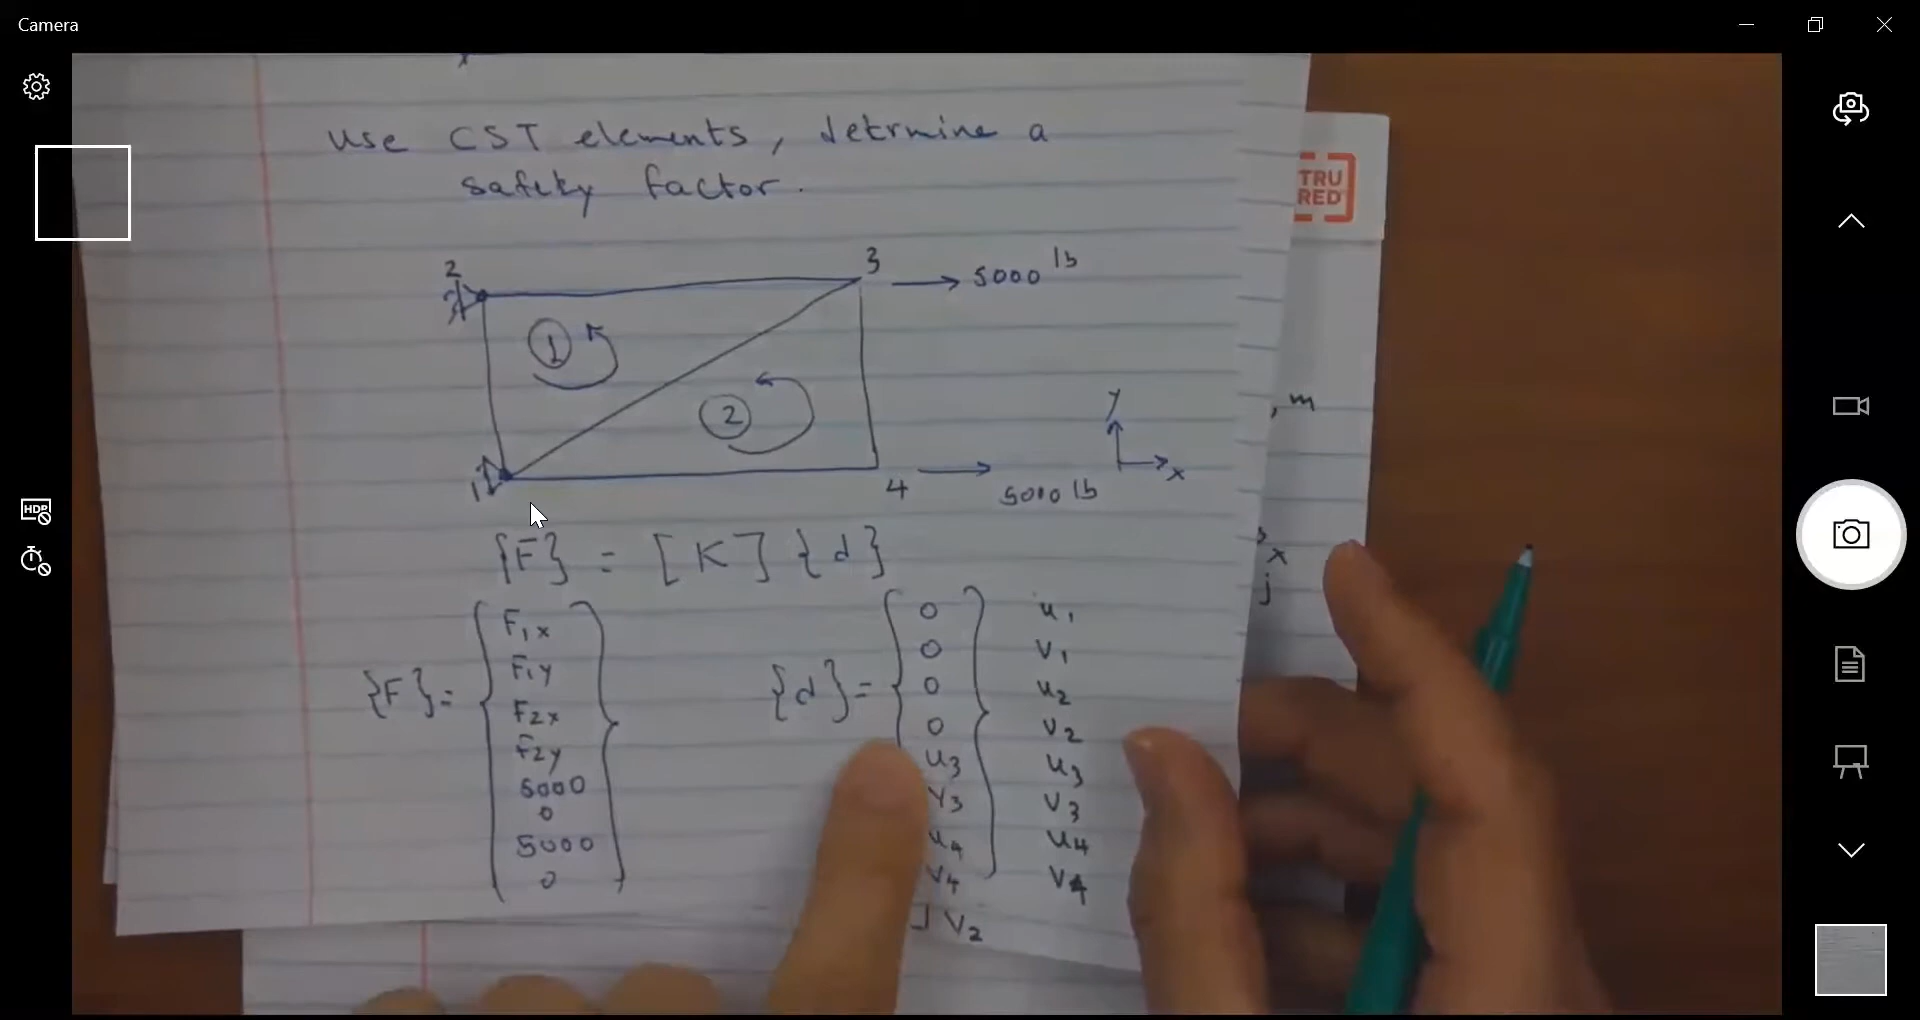 Camera
HDR
use CST elements, detrmine a
safety factor.
TRU
RED
2
3
5000 lb
1
2
y
x
1
4
5000 lb
, m
{F} = [K] {d}
x
j
{F} = { F1x
F1y
F2x
F2y
5000
0
5000
0 }
{d} = { 0 u1
0 v1
0 u2
0 v2
u3 u3
v3 v3
u4 u4
v4 } v4
] v2